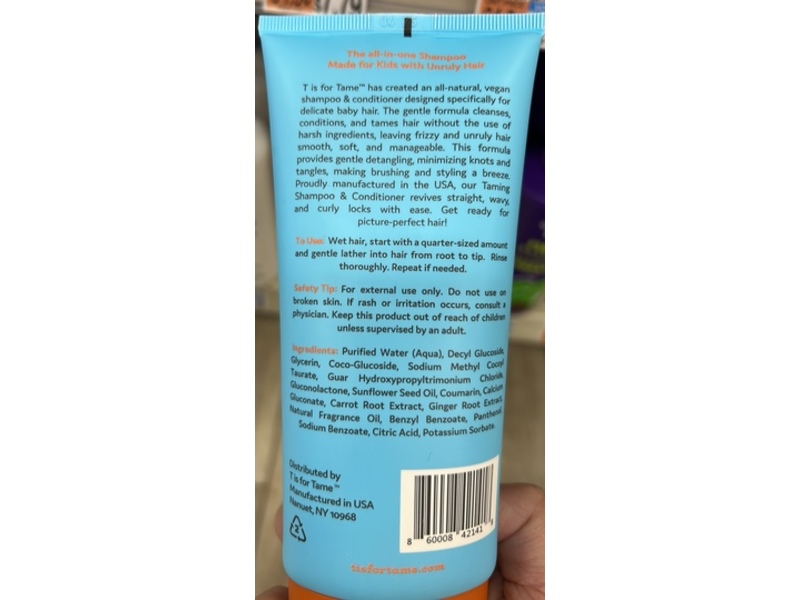 The all-in-one Shampoo
Made for Kids with Unruly Hair
T is for Tame™ has created an all-natural, vegan
shampoo & conditioner designed specifically for
delicate baby hair. The gentle formula cleanses,
conditions, and tames hair without the use of
harsh ingredients, leaving frizzy and unruly hair
smooth, soft, and manageable. This formula
provides gentle detangling, minimizing knots and
tangles, making brushing and styling a breeze.
Proudly manufactured in the USA, our Taming
Shampoo & Conditioner revives straight, wavy,
and curly locks with ease. Get ready for
picture-perfect hair!
To Use: Wet hair, start with a quarter-sized amount
and gentle lather into hair from root to tip. Rinse
thoroughly. Repeat if needed.
Safety Tip: For external use only. Do not use on
broken skin. If rash or irritation occurs, consult a
physician. Keep this product out of reach of children
unless supervised by an adult.
Ingredients: Purified Water (Aqua), Decyl Glucoside,
Glycerin, Coco-Glucoside, Sodium Methyl Cocoyl
Taurate, Guar Hydroxypropyltrimonium Chloride,
Gluconolactone, Sunflower Seed Oil, Coumarin, Calcium
Gluconate, Carrot Root Extract, Ginger Root Extract,
Natural Fragrance Oil, Benzyl Benzoate, Panthenol,
Sodium Benzoate, Citric Acid, Potassium Sorbate.
Distributed by
T is for Tame™
Manufactured in USA
Nanuet, NY 10968
2
8 60008 42141 8
tisfortame.com